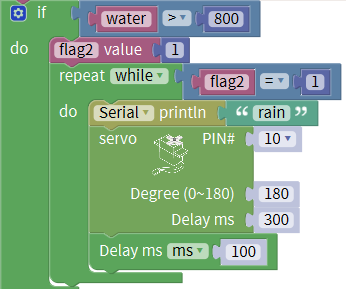 if water > 800
do flag2 value 1
repeat while flag2 = 1
do Serial println “ rain ”
servo PIN# 10
Degree (0~180) 180
Delay ms 300
Delay ms ms 100